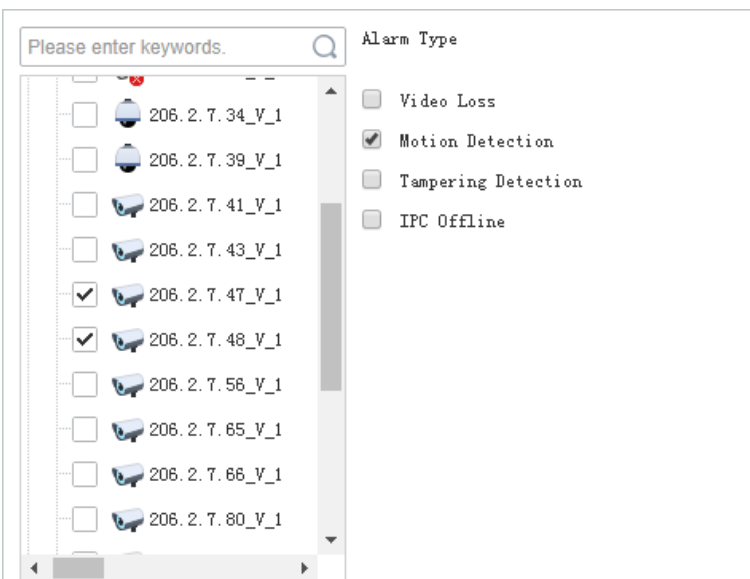 Please enter keywords.
206.2.7.34_V_1
206.2.7.39_V_1
206.2.7.41_V_1
206.2.7.43_V_1
206.2.7.47_V_1
206.2.7.48_V_1
206.2.7.56_V_1
206.2.7.65_V_1
206.2.7.66_V_1
206.2.7.80_V_1
Alarm Type
Video Loss
Motion Detection
Tampering Detection
IPC Offline